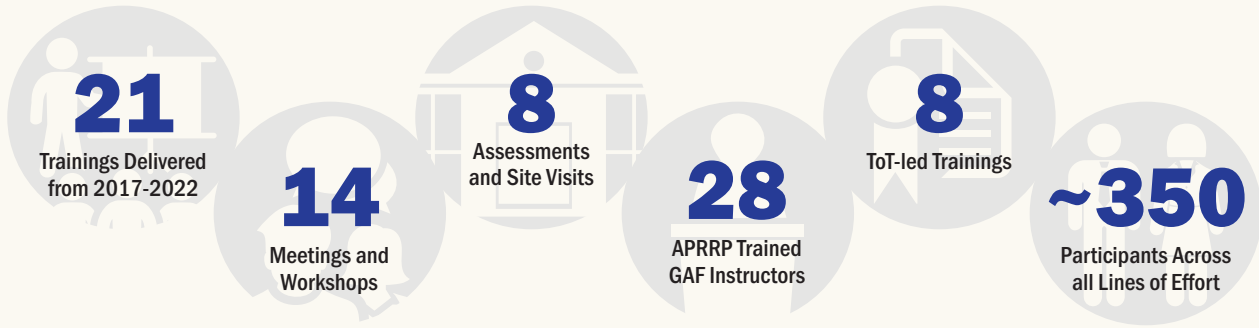 21
Trainings Delivered
from 2017-2022
14
Meetings and
Workshops
8
Assessments
and Site Visits
28
APRRP Trained
GAF Instructors
8
ToT-led Trainings
~350
Participants Across
all Lines of Effort